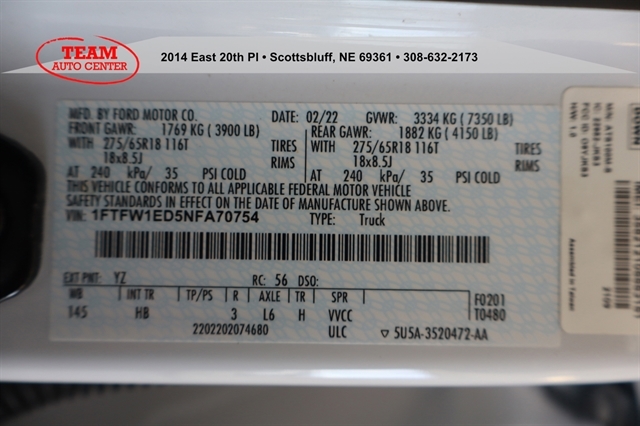 TEAM
AUTO CENTER
2014 East 20th Pl • Scottsbluff, NE 69361 • 308-632-2173
MFD. BY FORD MOTOR CO. DATE: 02/22 GVWR: 3334 KG ( 7350 LB)
FRONT GAWR: 1769 KG ( 3900 LB) REAR GAWR: 1882 KG ( 4150 LB)
WITH 275/65R18 116T TIRES WITH 275/65R18 116T TIRES
18x8.5J RIMS 18x8.5J RIMS
AT 240 kPa/ 35 PSI COLD AT 240 kPa/ 35 PSI COLD
THIS VEHICLE CONFORMS TO ALL APPLICABLE FEDERAL MOTOR VEHICLE
SAFETY STANDARDS IN EFFECT ON THE DATE OF MANUFACTURE SHOWN ABOVE.
VIN: 1FTFW1ED5NFA70754 TYPE: Truck
EXT PNT: YZ RC: 56 DSO:
WB INT TR TP/PS R AXLE TR SPR F0201
145 HB 3 L6 H VVCC T0480
2202202074680 ULC 5U5A-3520472-AA
HW: 1.0
Assembled in Taiwan